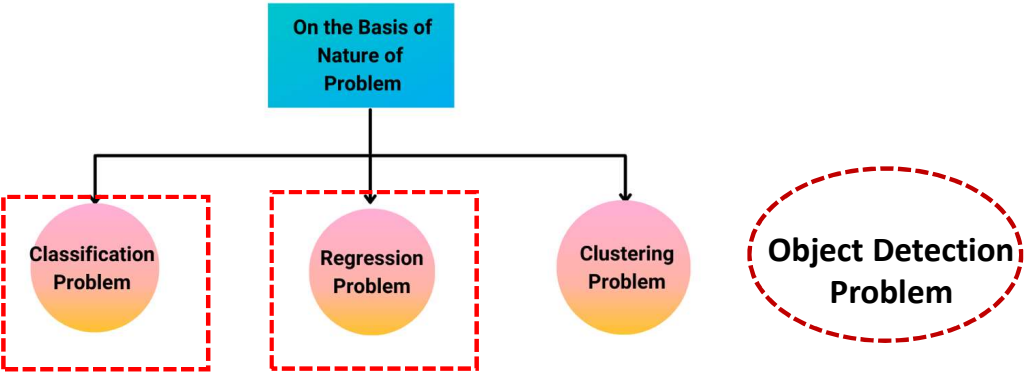 On the Basis of
Nature of
Problem
Classification
Problem
Regression
Problem
Clustering
Problem
Object Detection
Problem